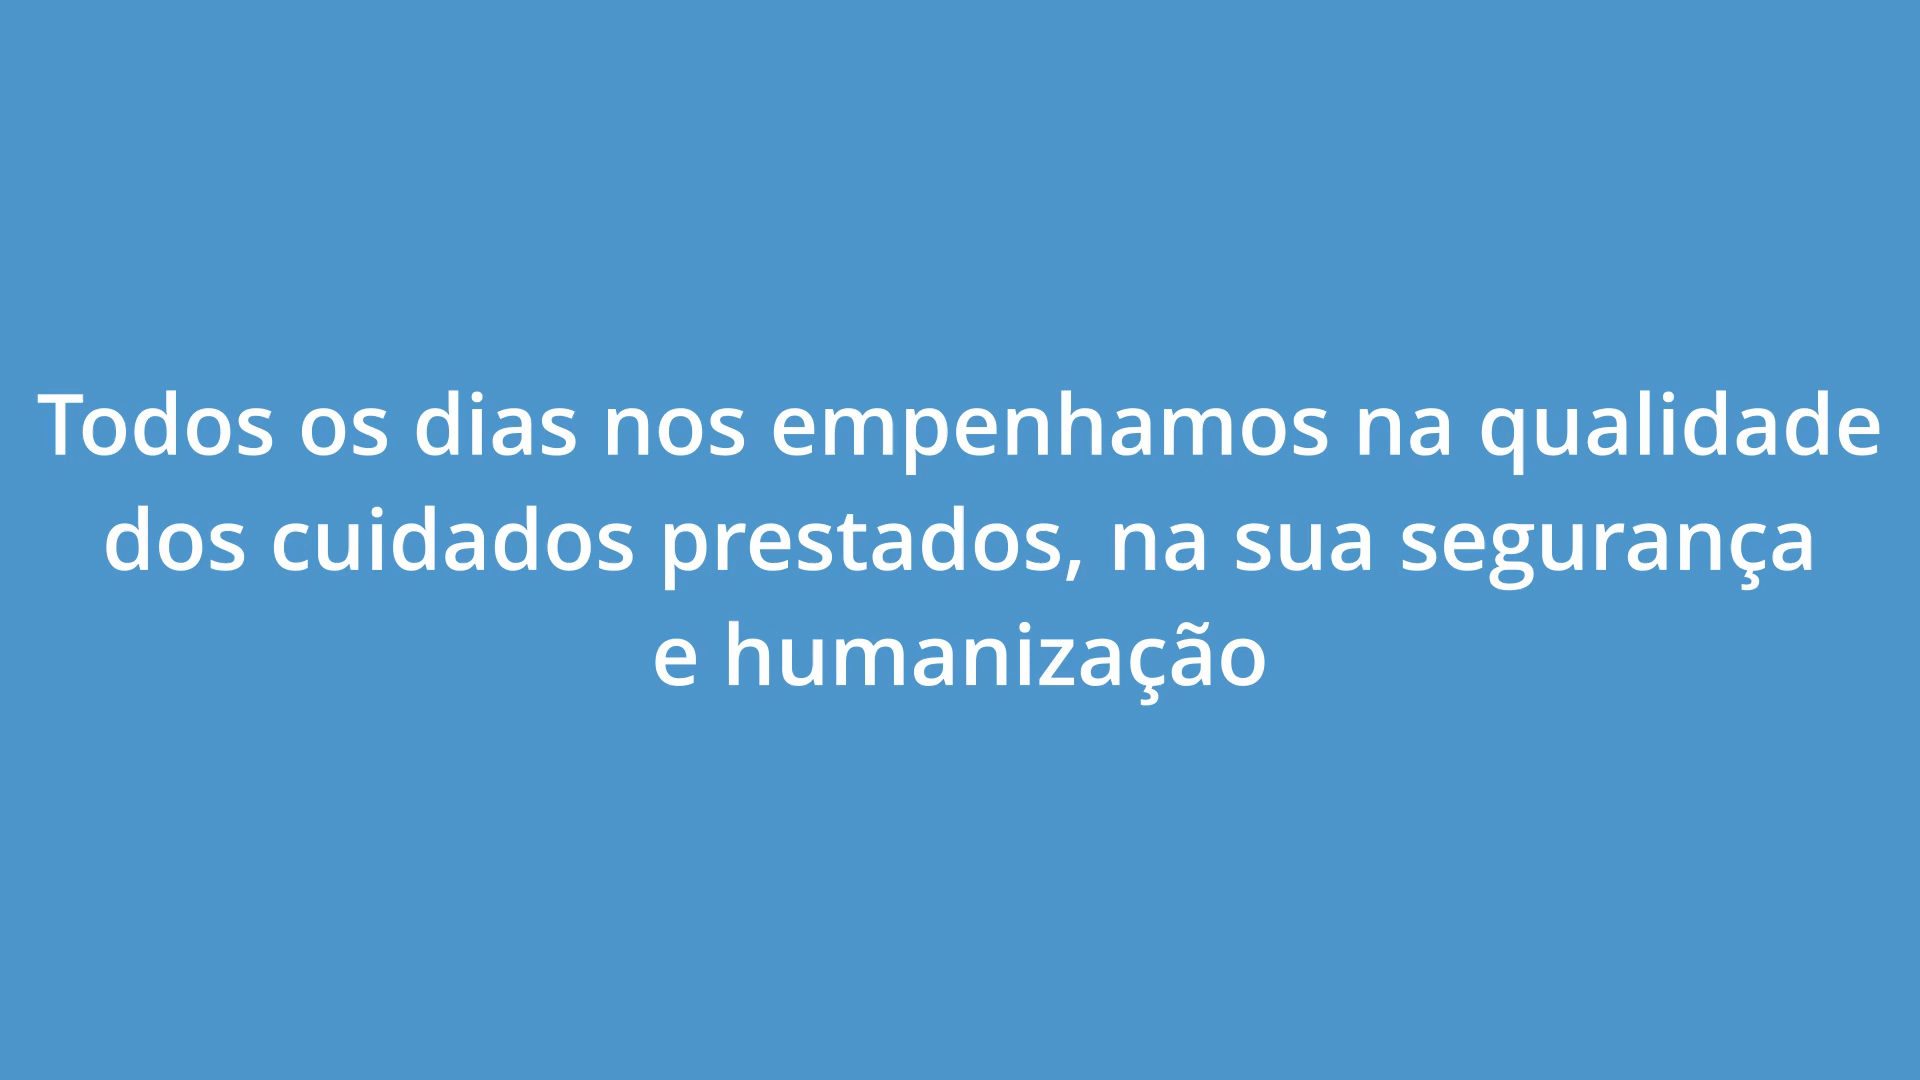 Todos os dias nos empenhamos na qualidade
dos cuidados prestados, na sua segurança
e humanização